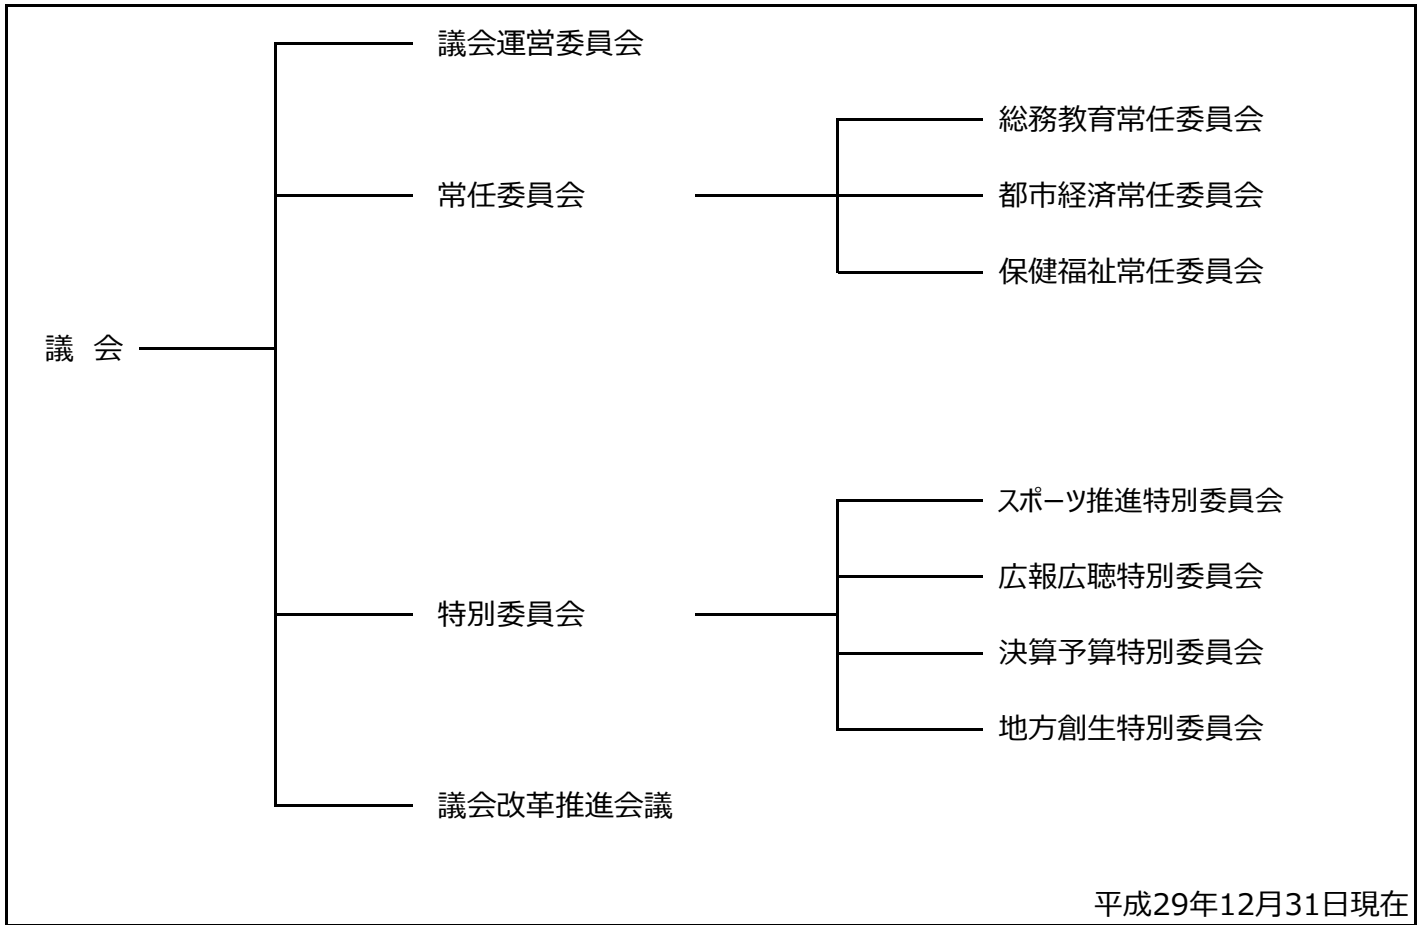 議会運営委員会
総務教育常任委員会
常任委員会
都市経済常任委員会
保健福祉常任委員会
議 会
スポーツ推進特別委員会
広報広聴特別委員会
特別委員会
決算予算特別委員会
地方創生特別委員会
議会改革推進会議
平成29年12月31日現在